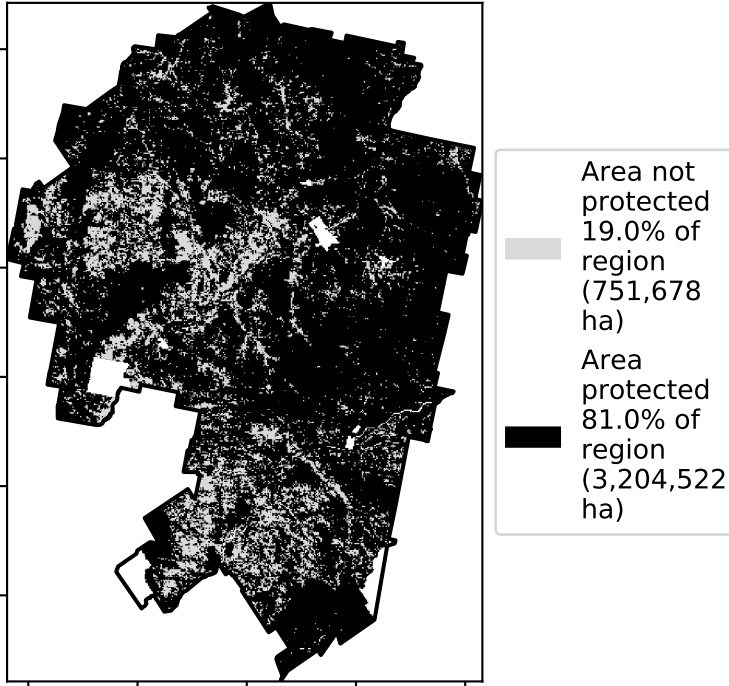 Area not
protected
19.0% of
region
(751,678
ha)
Area
protected
81.0% of
region
(3,204,522
ha)